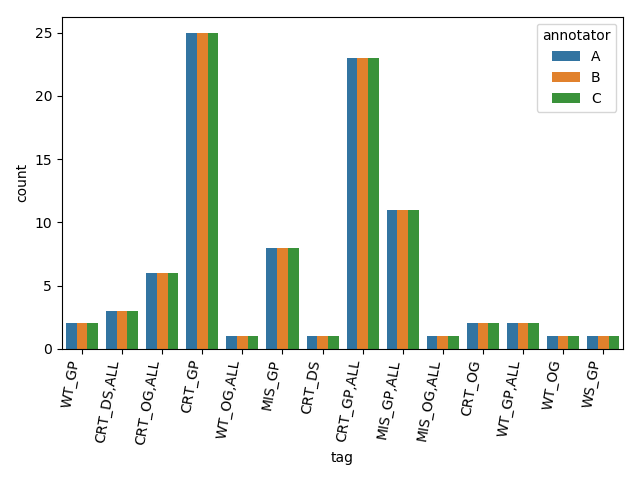 annotator
A
B
C
25
20
15
10
5
0
count
WT_GP
CRT_DS,ALL
CRT_OG,ALL
CRT_GP
WT_OG,ALL
MIS_GP
CRT_DS
CRT_GP,ALL
MIS_GP,ALL
MIS_OG,ALL
CRT_OG
WT_GP,ALL
WT_OG
WS_GP
tag